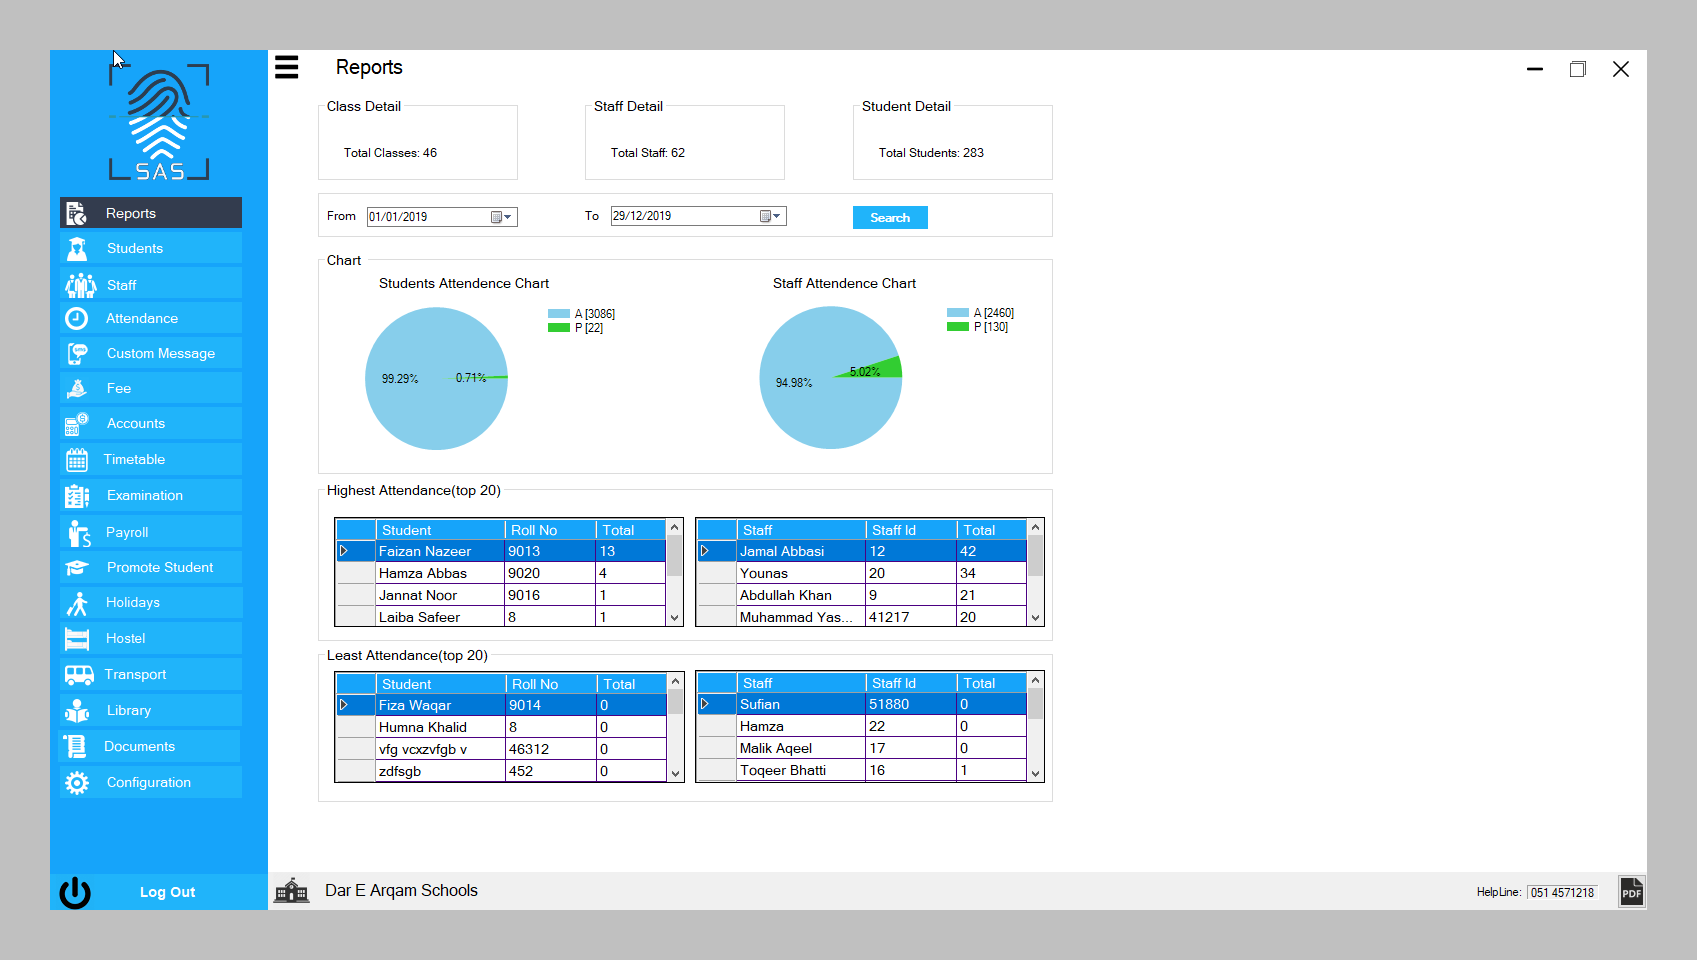 SAS
Reports
Students
Staff
Attendance
Custom Message
Fee
Accounts
Timetable
Examination
Payroll
Promote Student
Holidays
Hostel
Transport
Library
Documents
Configuration
Log Out
Reports
Class Detail
Total Classes: 46
Staff Detail
Total Staff: 62
Student Detail
Total Students: 283
From 01/01/2019 To 29/12/2019 Search
Chart
Students Attendence Chart
A [3086]
P [22]
99.29% 0.71%
Staff Attendence Chart
A [2460]
P [130]
5.02%
94.98%
Highest Attendance(top 20)
Student Roll No Total
Faizan Nazeer 9013 13
Hamza Abbas 9020 4
Jannat Noor 9016 1
Laiba Safeer 8 1
Staff Staff Id Total
Jamal Abbasi 12 42
Younas 20 34
Abdullah Khan 9 21
Muhammad Yas... 41217 20
Least Attendance(top 20)
Student Roll No Total
Fiza Waqar 9014 0
Humna Khalid 8 0
vfg vcxzvfgb v 46312 0
zdfsgb 452 0
Staff Staff Id Total
Sufian 51880 0
Hamza 22 0
Malik Aqeel 17 0
Toqeer Bhatti 16 1
Dar E Arqam Schools
HelpLine: 051 4571218
PDF